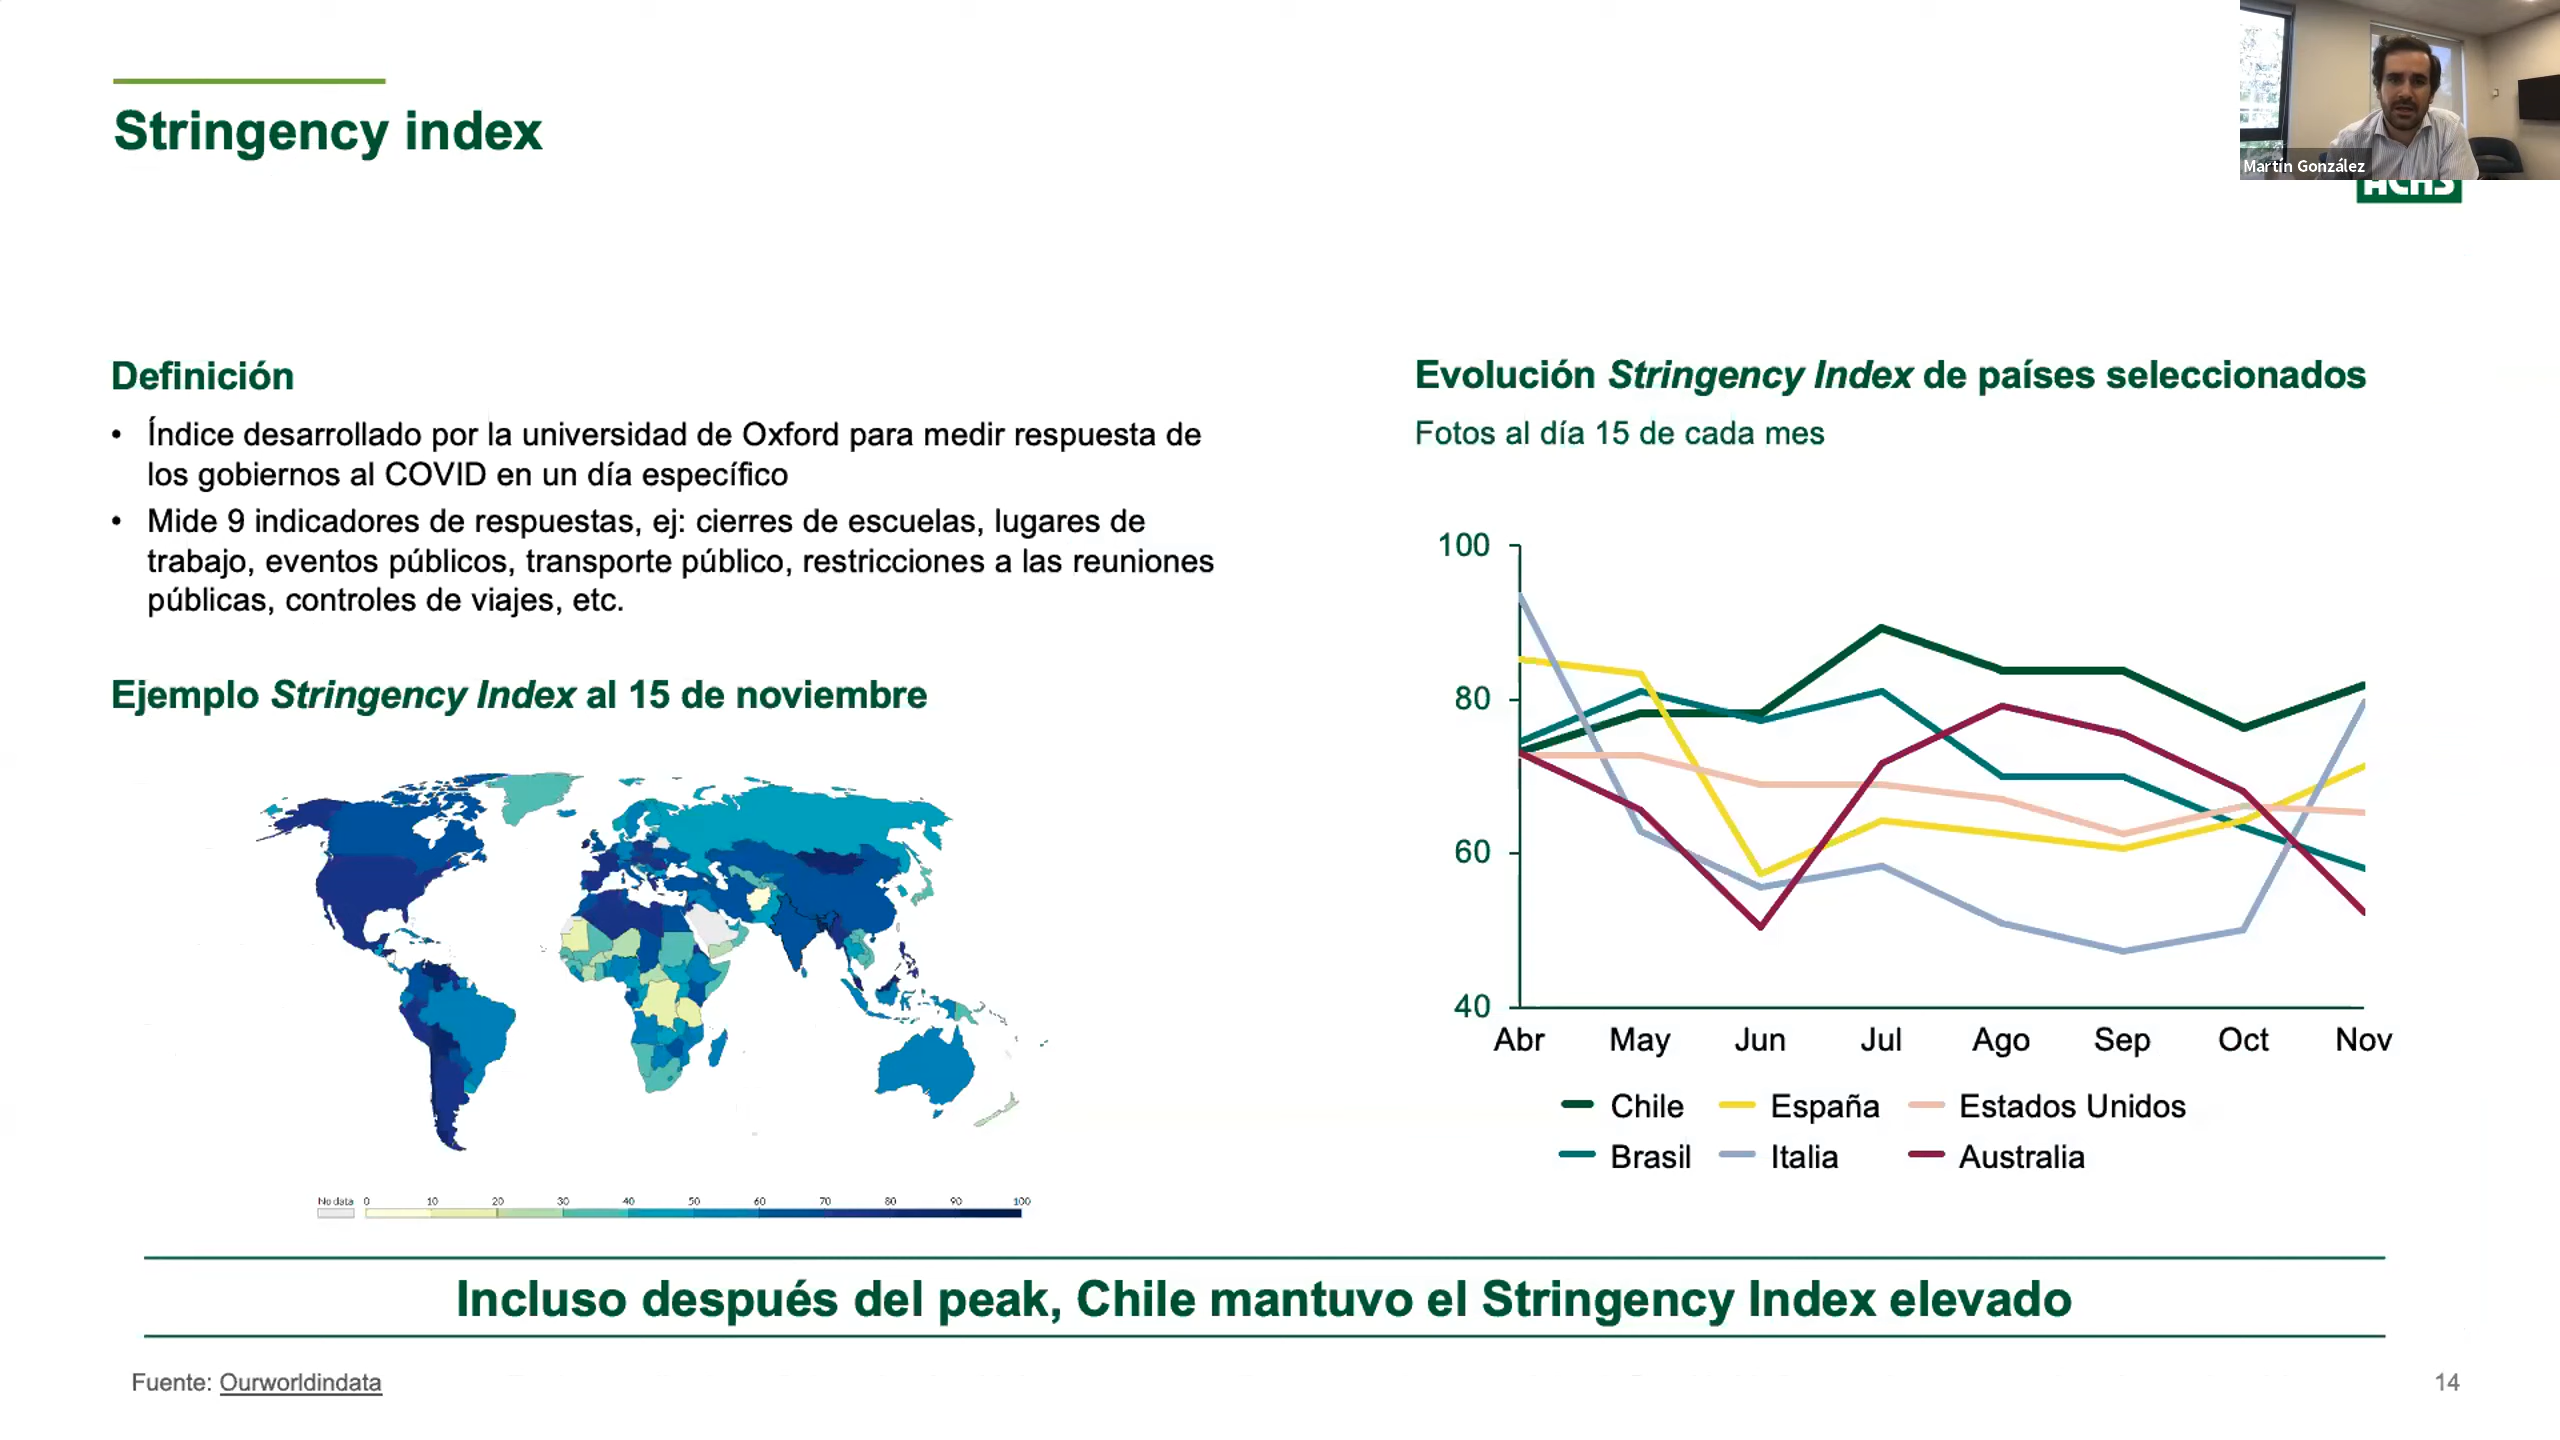 Stringency index
Martín González
ACHS
Definición
• Índice desarrollado por la universidad de Oxford para medir respuesta de
los gobiernos al COVID en un día específico
• Mide 9 indicadores de respuestas, ej: cierres de escuelas, lugares de
trabajo, eventos públicos, transporte público, restricciones a las reuniones
públicas, controles de viajes, etc.
Ejemplo Stringency Index al 15 de noviembre
No data 0 10 20 30 40 50 60 70 80 90 100
Evolución Stringency Index de países seleccionados
Fotos al día 15 de cada mes
100
80
60
40
Abr May Jun Jul Ago Sep Oct Nov
Chile España Estados Unidos
Brasil Italia Australia
Incluso después del peak, Chile mantuvo el Stringency Index elevado
Fuente: Ourworldindata
14